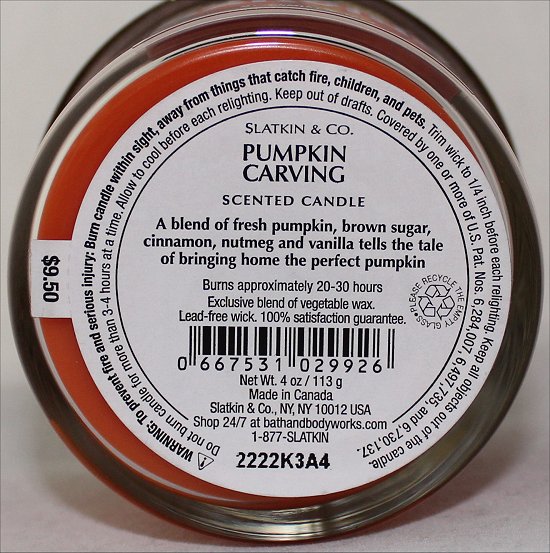 SLATKIN & CO.
PUMPKIN
CARVING
SCENTED CANDLE
A blend of fresh pumpkin, brown sugar,
cinnamon, nutmeg and vanilla tells the tale
of bringing home the perfect pumpkin
Burns approximately 20-30 hours
Exclusive blend of vegetable wax.
Lead-free wick. 100% satisfaction guarantee.
0 667531 029926
Net Wt. 4 oz / 113 g
Made in Canada
Slatkin & Co., NY, NY 10012 USA
Shop 24/7 at bathandbodyworks.com
1-877-SLATKIN
2222K3A4
$9.50
•PLEASE RECYCLE THE EMPTY GLASS
WARNING: To prevent fire and serious injury: Burn candle within sight, away from things that catch fire, children, and pets. Trim wick to 1/4 inch before each relighting. Keep all objects out of the candle.
Do not burn candle for more than 3-4 hours at a time. Allow to cool before each relighting. Keep out of drafts. Covered by one or more of U.S. Pat. Nos. 6,284,007, 6,497,735, and 6,730,137.